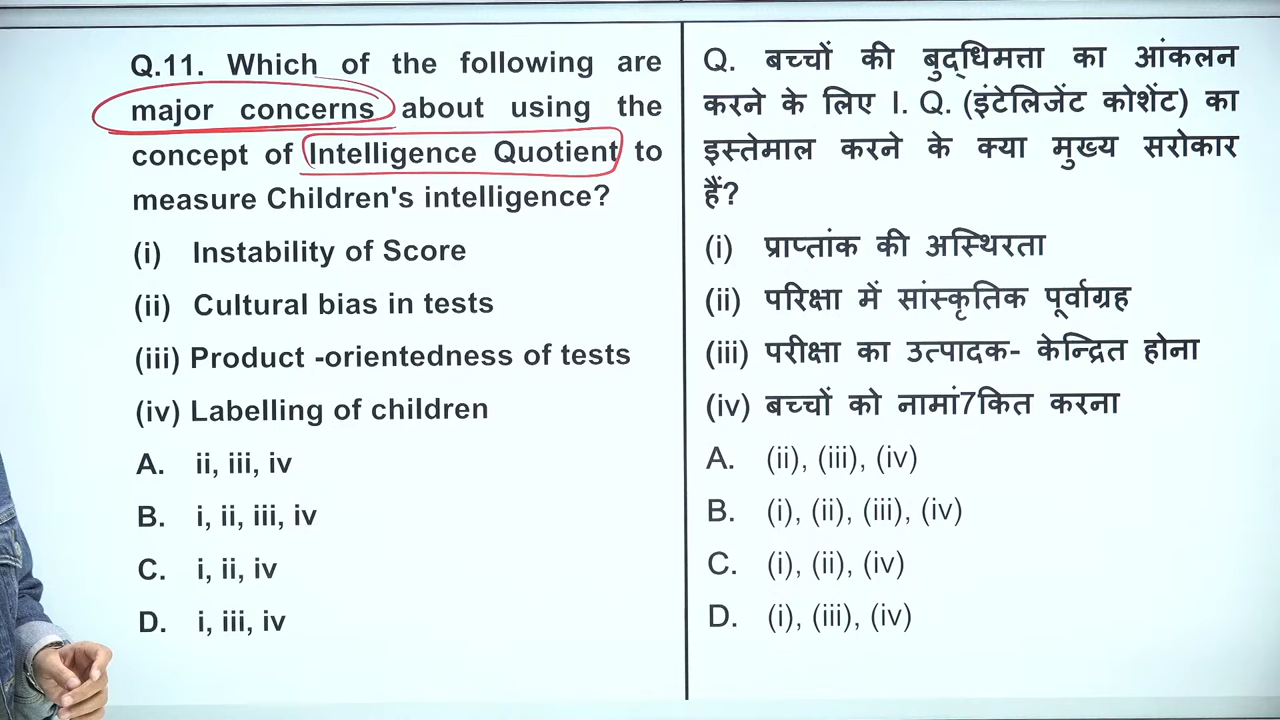 Q.11. Which of the following are
major concerns about using the
concept of Intelligence Quotient to
measure Children's intelligence?
(i) Instability of Score
(ii) Cultural bias in tests
(iii) Product -orientedness of tests
(iv) Labelling of children
A. ii, iii, iv
B. i, ii, iii, iv
C. i, ii, iv
D. i, iii, iv
Q. बच्चों की बुद्धिमत्ता का आंकलन
करने के लिए I. Q. (इंटेलिजेंट कोशेंट) का
इस्तेमाल करने के क्या मुख्य सरोकार
हैं?
(i) प्राप्तांक की अस्थिरता
(ii) परिक्षा में सांस्कृतिक पूर्वाग्रह
(iii) परीक्षा का उत्पादक- केन्द्रित होना
(iv) बच्चों को नामां7कित करना
A. (ii), (iii), (iv)
B. (i), (ii), (iii), (iv)
C. (i), (ii), (iv)
D. (i), (iii), (iv)